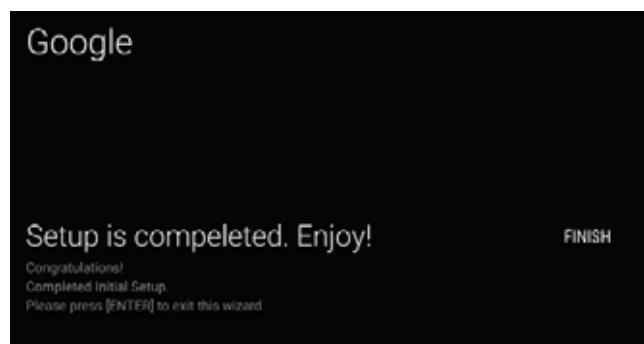 Google
Setup is compeleted. Enjoy!
FINISH
Congratulations!
Completed Initial Setup.
Please press [ENTER] to exit this wizard.